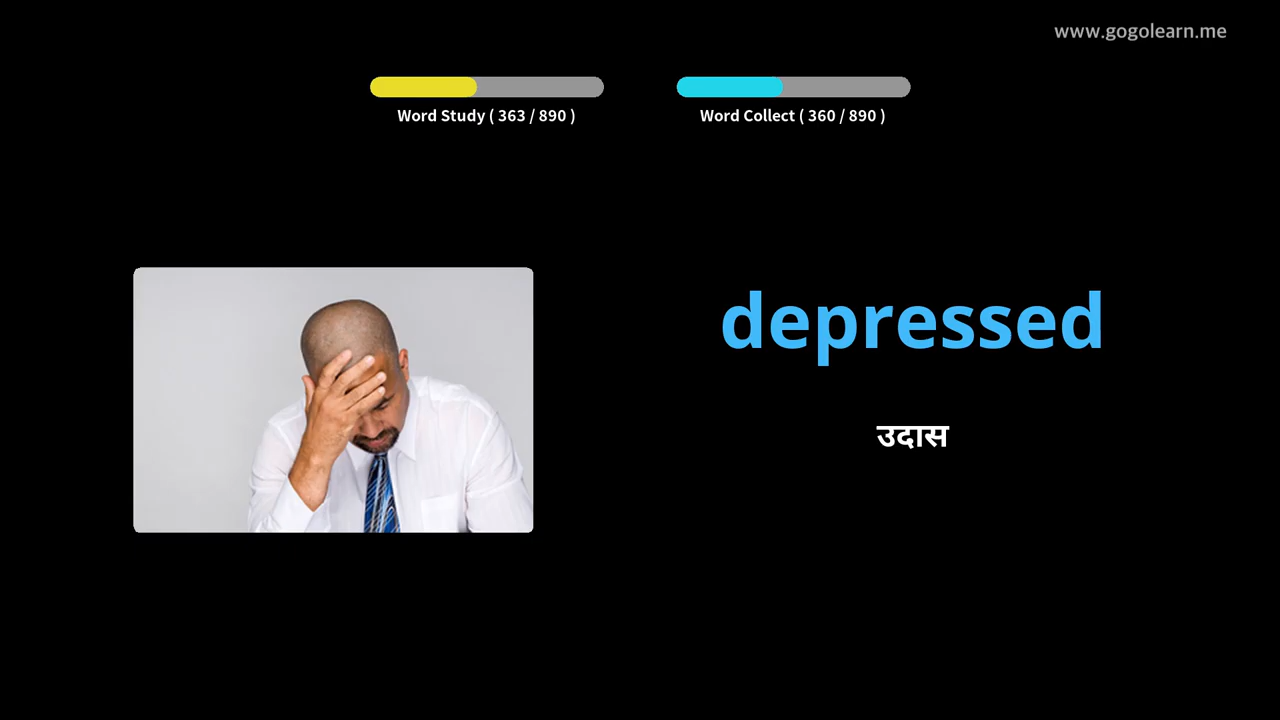 www.gogolearn.me
Word Study ( 363 / 890 )
Word Collect ( 360 / 890 )
depressed
उदास